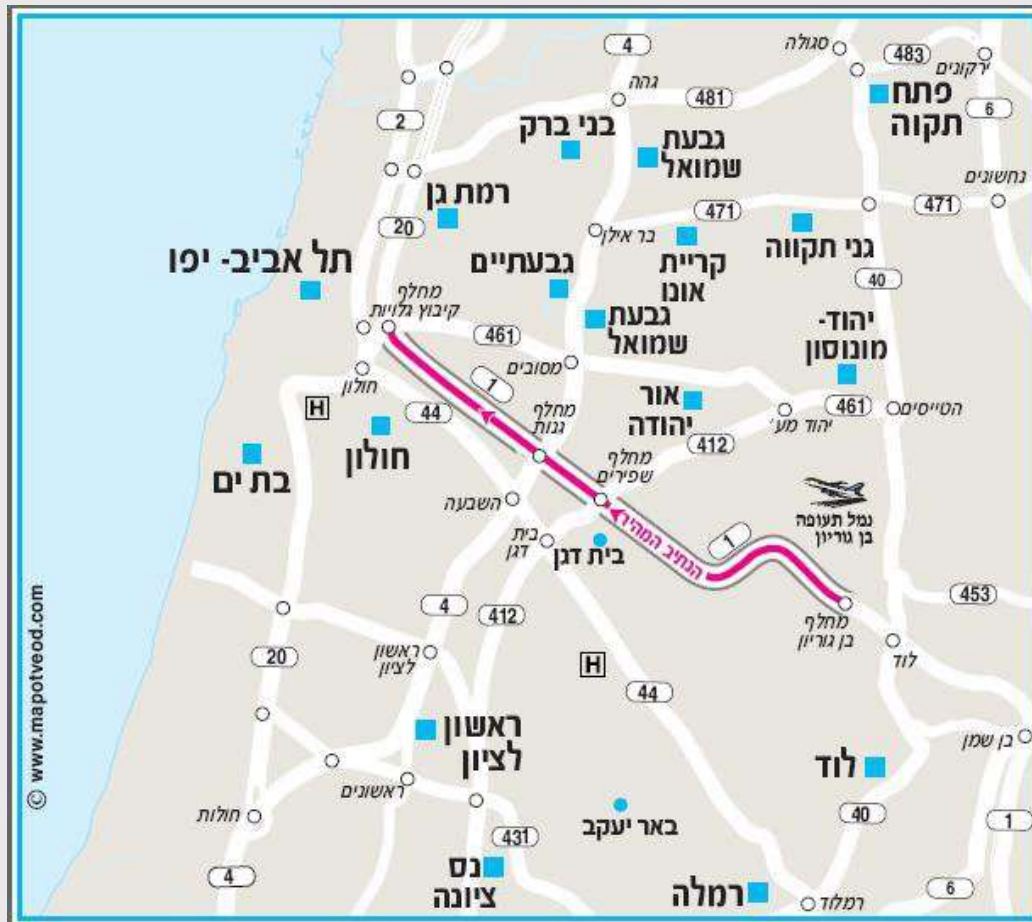 4
סגולה
483
ירקונים
גהה
481
פתח
תקוה
6
2
בני ברק
גבעת
שמואל
נחשונים
רמת גן
20
471
471
בר אילן
קריית
אונו
גני תקווה
תל אביב- יפו
גבעתיים
40
מחלף
קיבוץ גלויות
461
גבעת
שמואל
יהוד-
מונוסון
מסובים
חולון
1
אור
יהודה
461
הטייסים
יהוד מע'
H
44
מחלף
גנות
412
חולון
בת ים
מחלף
שפירים
השבעה
נמל תעופה
בן גוריון
הנתיב המהיר
1
בית
דגן
בית דגן
453
4
412
מחלף
בן גוריון
לוד
20
ראשון
לציון
H
44
בן שמן
ראשון
לציון
לוד
ראשונים
חולות
באר יעקב
40
1
431
4
נס
ציונה
רמלה
רמלוד
6
© www.mapotveod.com